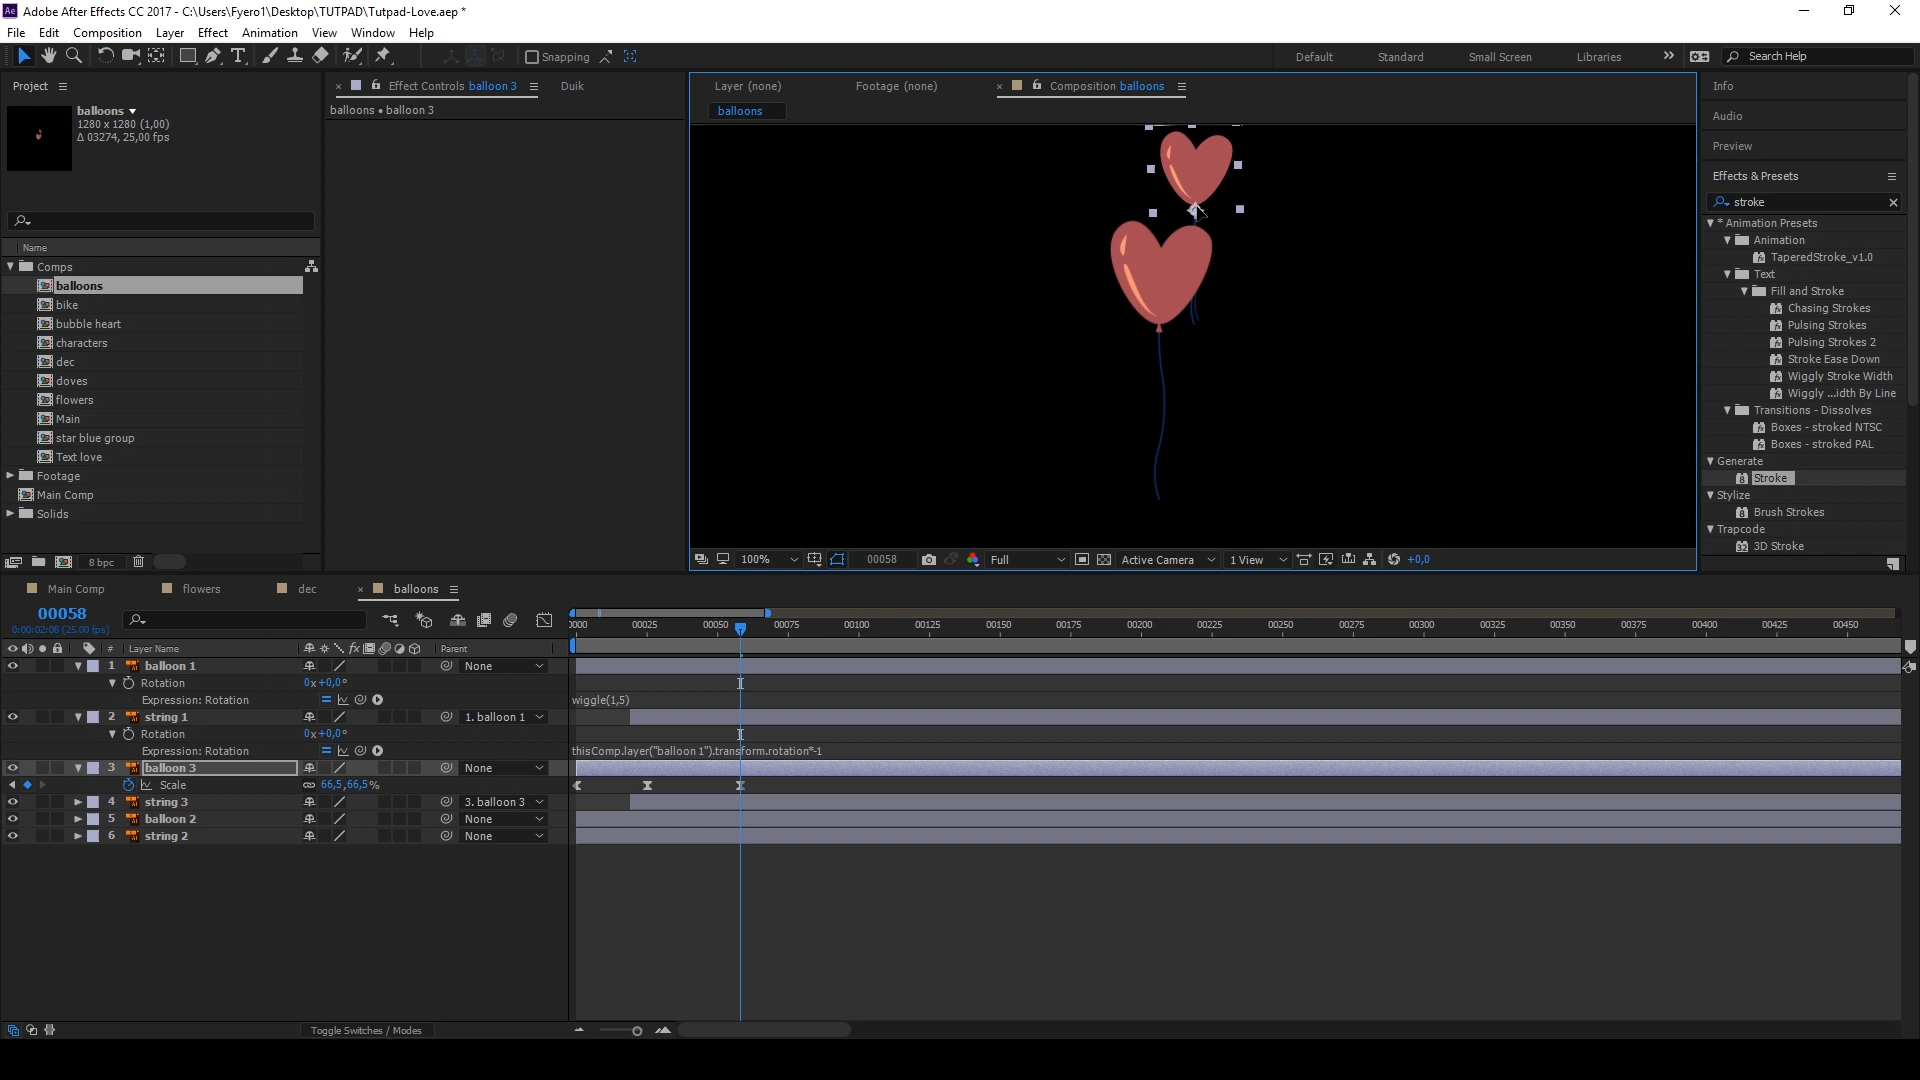 Adobe After Effects CC 2017 - C:\Users\Fyero1\Desktop\TUTPAD\Tutpad-Love.aep *
File Edit Composition Layer Effect Animation View Window Help
Snapping
Default Standard Small Screen Libraries Search Help
Project
balloons
1280 x 1280 (1,00)
Δ 03274, 25,00 fps
Name
Comps
balloons
bike
bubble heart
characters
dec
doves
flowers
Main
star blue group
Text love
Footage
Main Comp
Solids
8 bpc
Effect Controls balloon 3
Duik
balloons • balloon 3
Layer (none)
Footage (none)
Composition balloons
balloons
100% 00058 Full Active Camera 1 View +0,0
Info
Audio
Preview
Effects & Presets
stroke
* Animation Presets
Animation
TaperedStroke_v1.0
Text
Fill and Stroke
Chasing Strokes
Pulsing Strokes
Pulsing Strokes 2
Stroke Ease Down
Wiggly Stroke Width
Wiggly ...idth By Line
Transitions - Dissolves
Boxes - stroked NTSC
Boxes - stroked PAL
Generate
Stroke
Stylize
Brush Strokes
Trapcode
3D Stroke
Main Comp flowers dec balloons
00058
0:00:02:08 (25.00 fps)
0000 00025 00050 00075 00100 00125 00150 00175 00200 00225 00250 00275 00300 00325 00350 00375 00400 00425 00450
# Layer Name Parent
1 balloon 1 None
Rotation 0x+0,0°
Expression: Rotation wiggle(1,5)
2 string 1 1. balloon 1
Rotation 0x+0,0°
Expression: Rotation thisComp.layer("balloon 1").transform.rotation*-1
3 balloon 3 None
Scale 66,5,66,5%
4 string 3 3. balloon 3
5 balloon 2 None
6 string 2 None
Toggle Switches / Modes